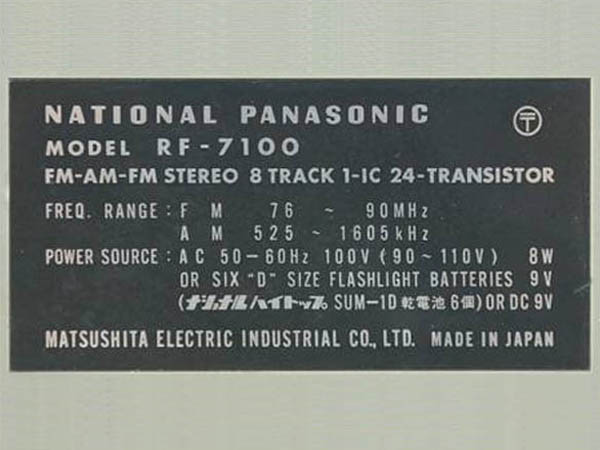 NATIONAL PANASONIC
〒
MODEL RF-7100
FM-AM-FM STEREO 8 TRACK 1-IC 24-TRANSISTOR
FREQ. RANGE : F M 76 ~ 90MHz
A M 525 ~ 1605kHz
POWER SOURCE : A C 50-60Hz 100V (90~110V) 8W
OR SIX "D" SIZE FLASHLIGHT BATTERIES 9V
(ナショナルハイトップ。 SUM-1D 乾電池 6個) OR DC 9V
MATSUSHITA ELECTRIC INDUSTRIAL CO., LTD. MADE IN JAPAN